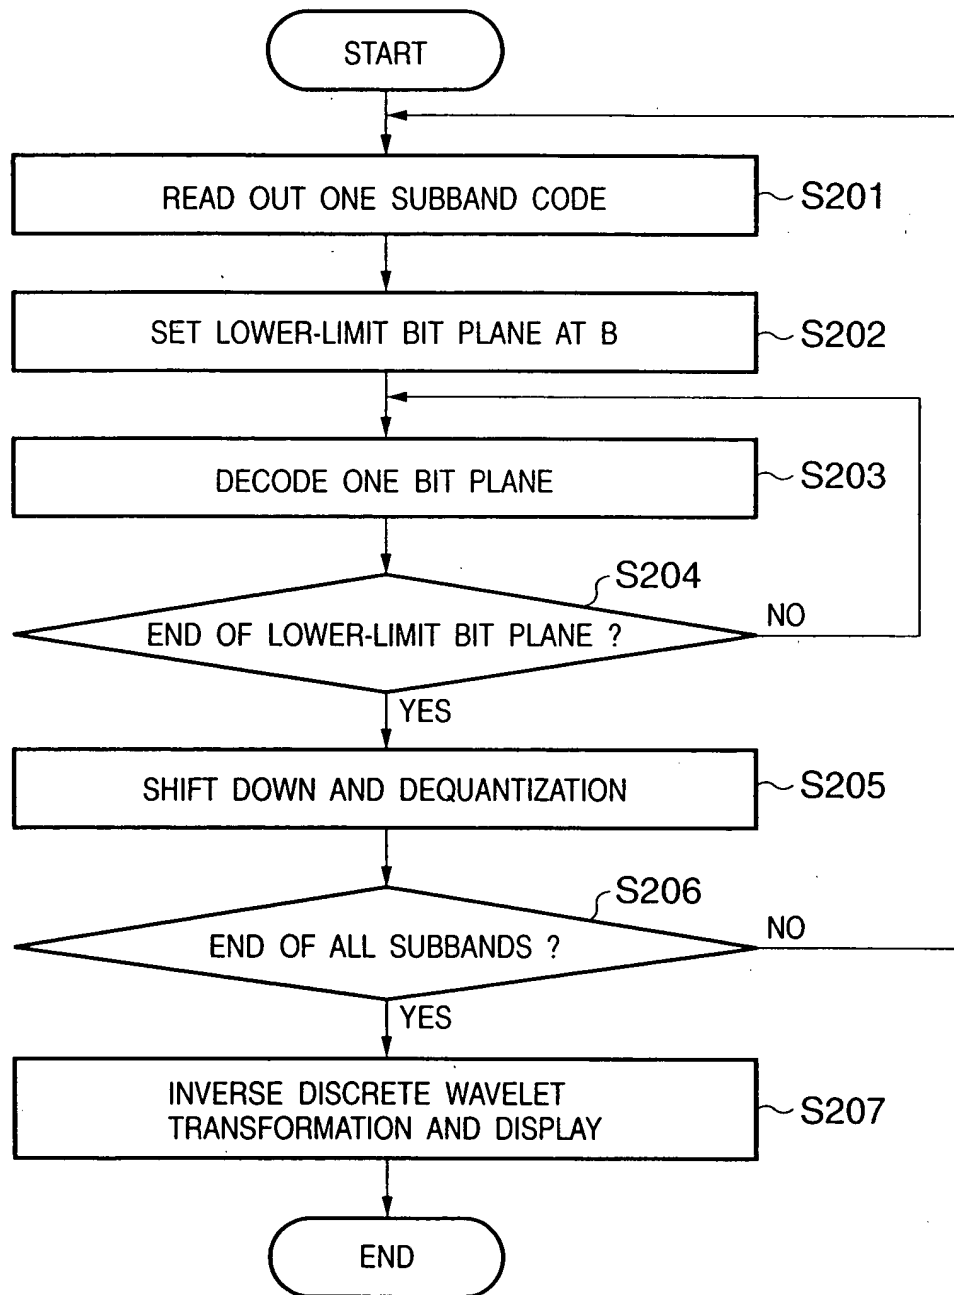 START
READ OUT ONE SUBBAND CODE
S201
SET LOWER-LIMIT BIT PLANE AT B
S202
DECODE ONE BIT PLANE
S203
S204
END OF LOWER-LIMIT BIT PLANE ?
NO
YES
SHIFT DOWN AND DEQUANTIZATION
S205
S206
END OF ALL SUBBANDS ?
NO
YES
INVERSE DISCRETE WAVELET
TRANSFORMATION AND DISPLAY
S207
END